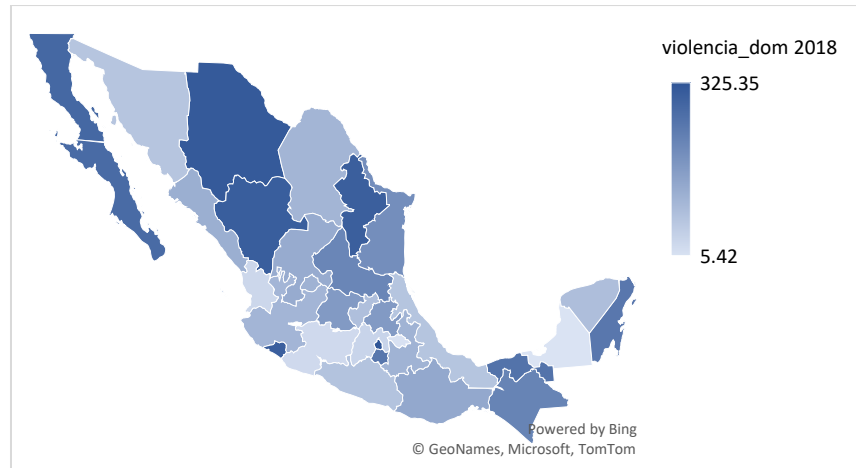 violencia_dom 2018
325.35
5.42
Powered by Bing
© GeoNames, Microsoft, TomTom